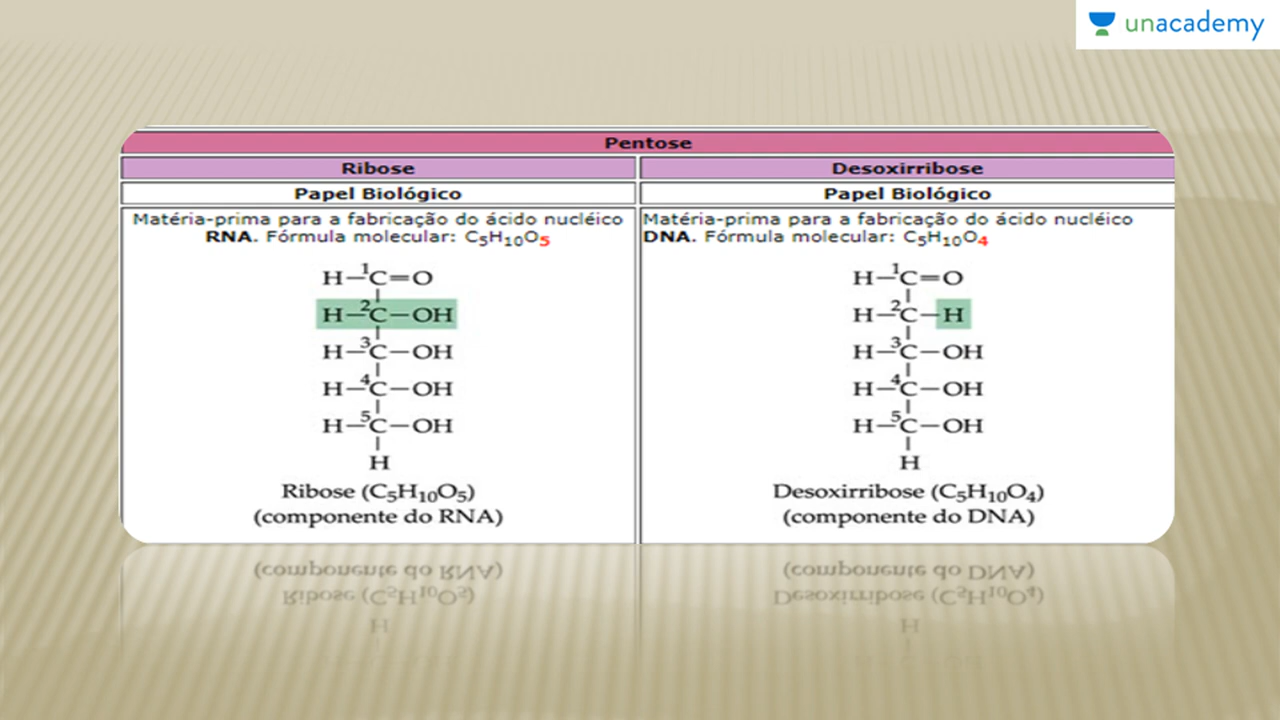 unacademy
Pentose
Ribose
Papel Biológico
Matéria-prima para a fabricação do ácido nucléico
RNA. Fórmula molecular: C₅H₁₀O₅
H—¹C=O
H—²C—OH
H—³C—OH
H—⁴C—OH
H—⁵C—OH
H
Ribose (C₅H₁₀O₅)
(componente do RNA)
Desoxirribose
Papel Biológico
Matéria-prima para a fabricação do ácido nucléico
DNA. Fórmula molecular: C₅H₁₀O₄
H—¹C=O
H—²C—H
H—³C—OH
H—⁴C—OH
H—⁵C—OH
H
Desoxirribose (C₅H₁₀O₄)
(componente do DNA)